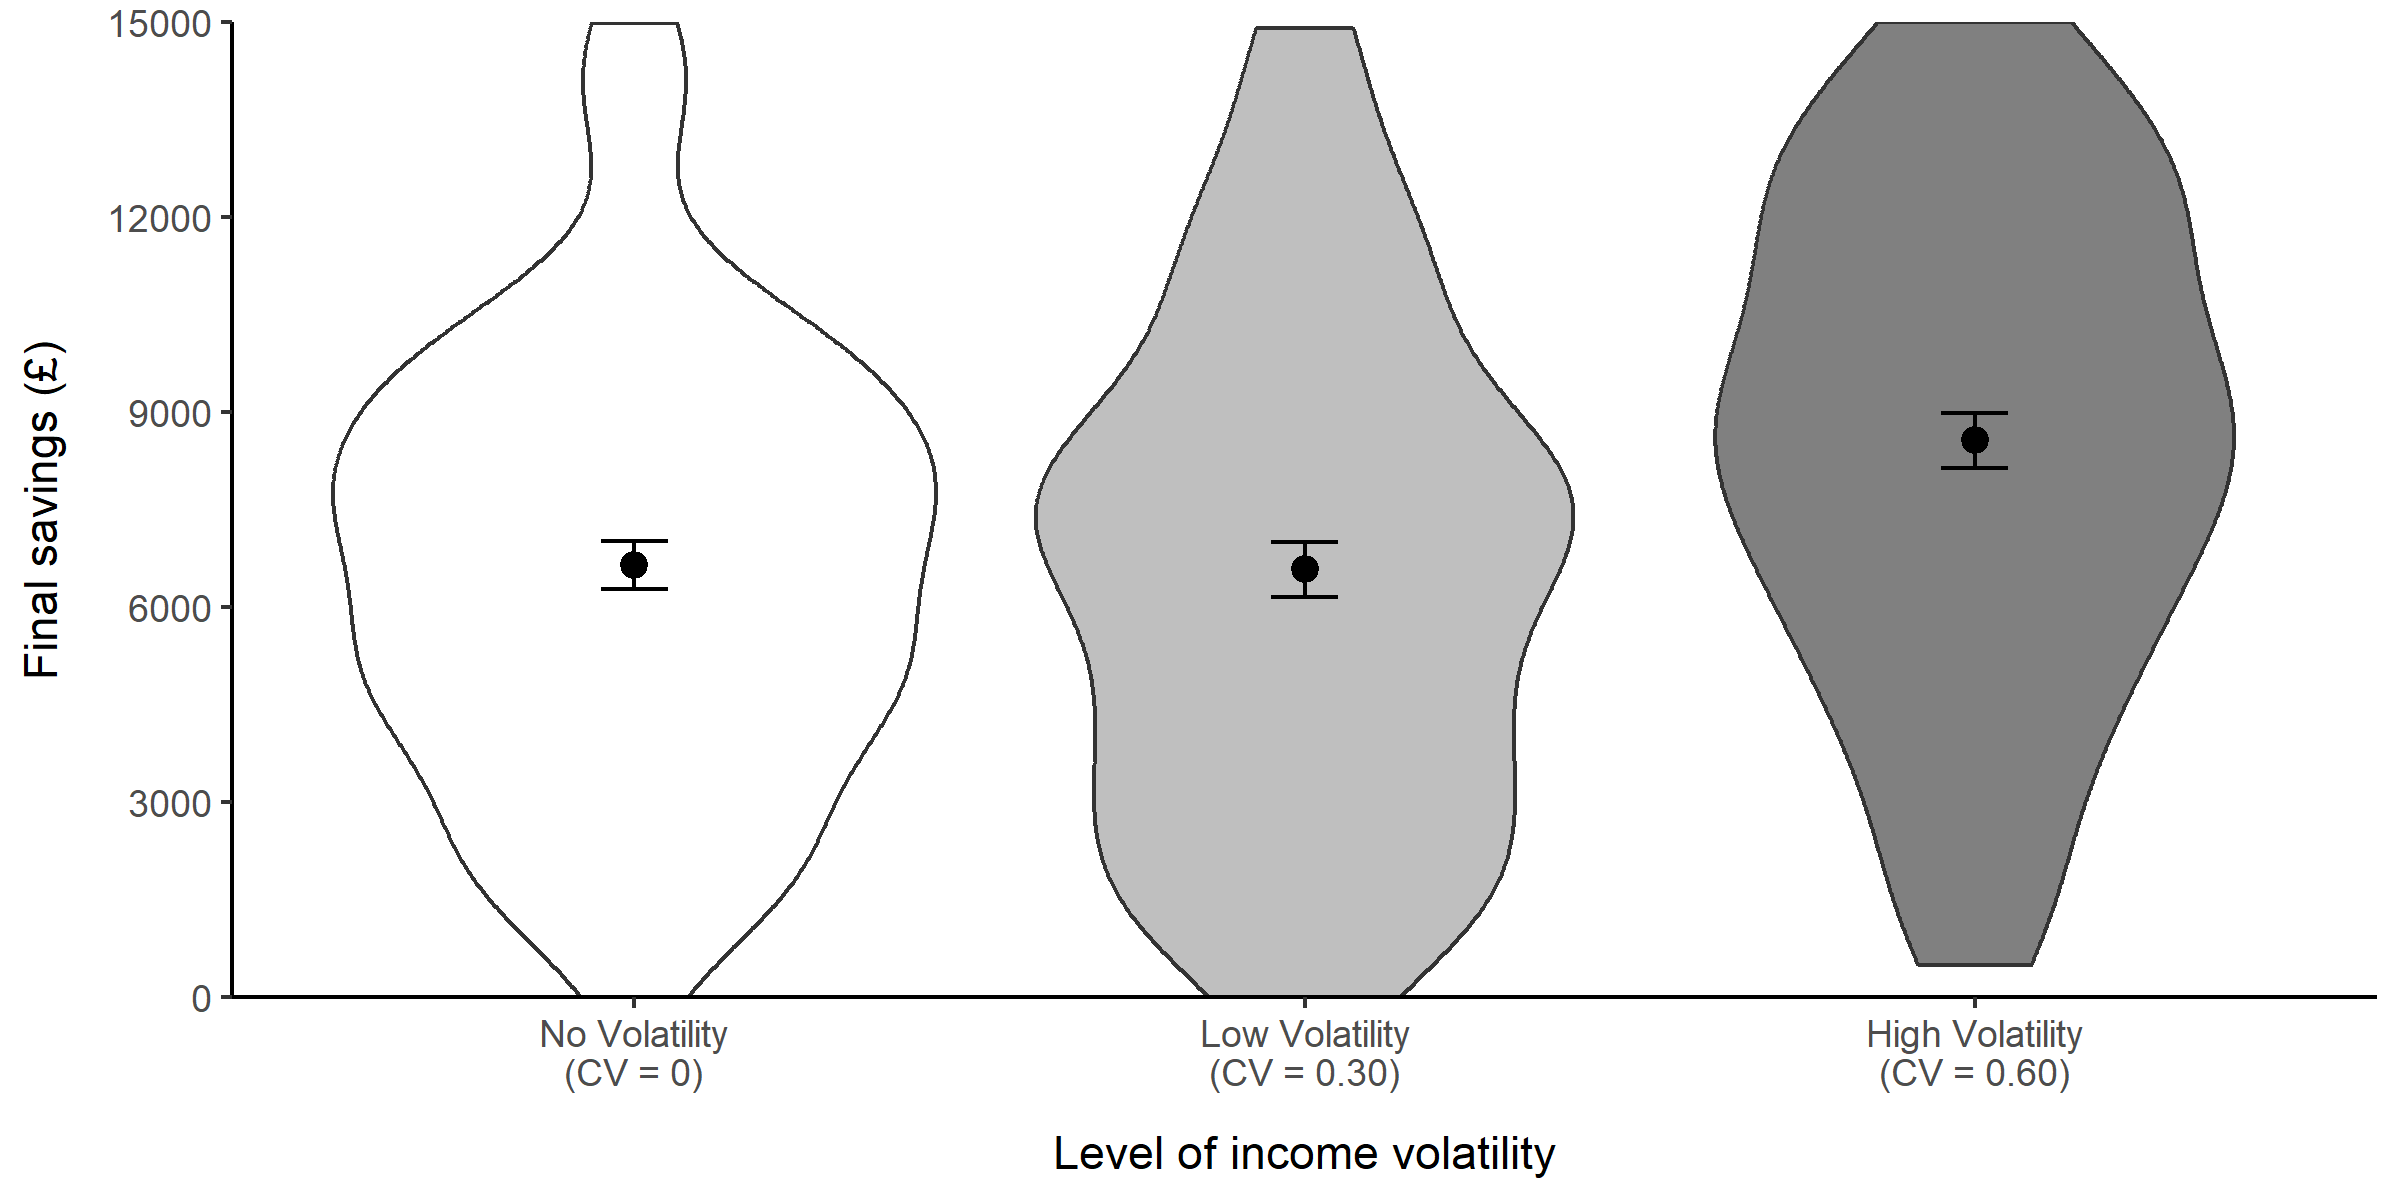 Final savings (£)
15000
12000
9000
6000
3000
0
No Volatility
(CV = 0)
Low Volatility
(CV = 0.30)
High Volatility
(CV = 0.60)
Level of income volatility